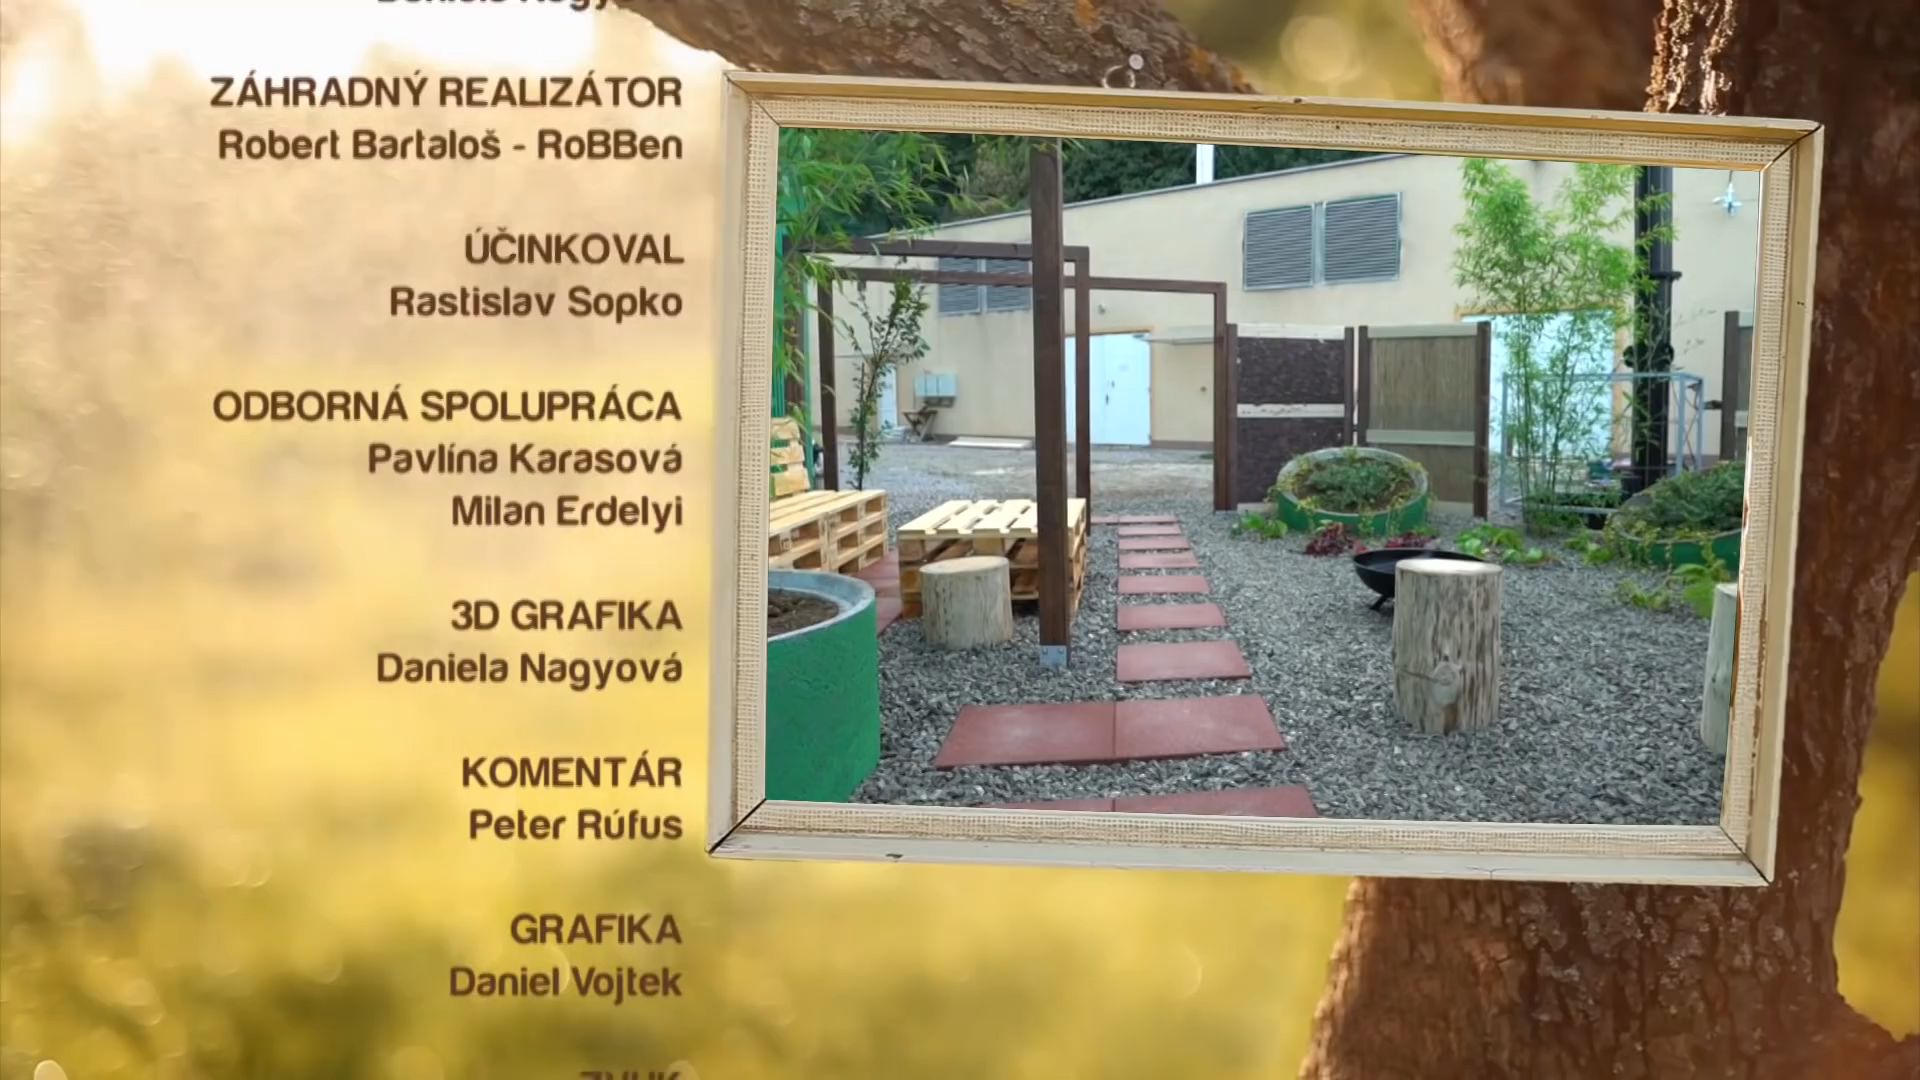 ZÁHRADNÝ REALIZÁTOR
Robert Bartaloš - RoBBen
ÚČINKOVAL
Rastislav Sopko
ODBORNÁ SPOLUPRÁCA
Pavlína Karasová
Milan Erdelyi
3D GRAFIKA
Daniela Nagyová
KOMENTÁR
Peter Rúfus
GRAFIKA
Daniel Vojtek